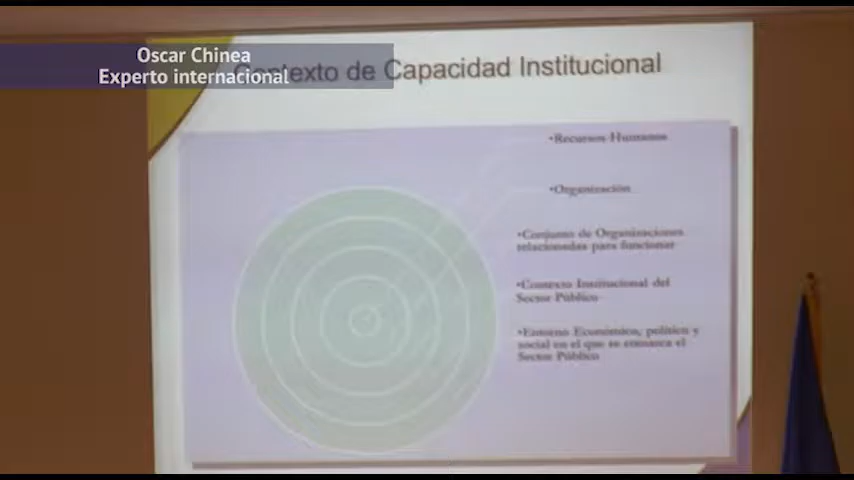 Oscar Chinea
Experto internacional
Contexto de Capacidad Institucional
•Recursos Humanos
•Organización
•Conjunto de Organizaciones
relacionadas para funcionar
•Contexto Institucional del
Sector Público
•Entorno Económico, político y
social en el que se enmarca el
Sector Público